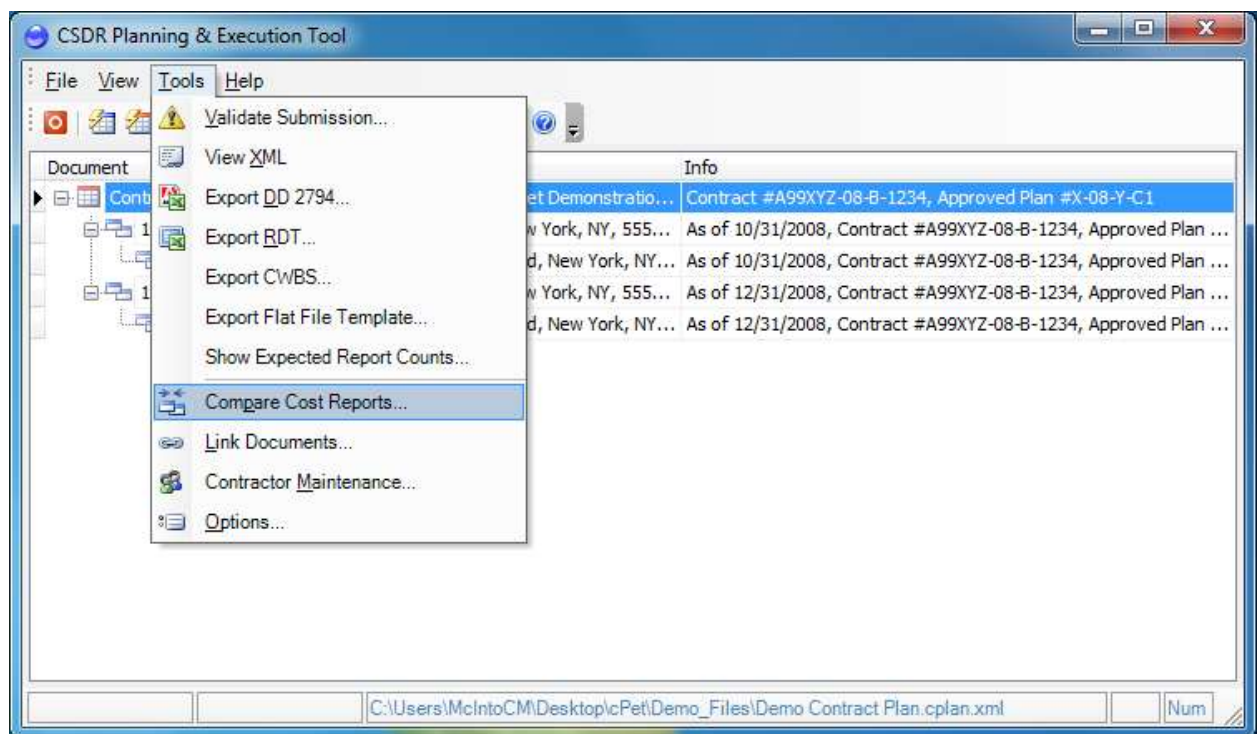 CSDR Planning & Execution Tool
File View Tools Help
Validate Submission...
Document Info
View XML
Export DD 2794...
et Demonstratio... Contract #A99XYZ-08-B-1234, Approved Plan #X-08-Y-C1
1 w York, NY, 555... As of 10/31/2008, Contract #A99XYZ-08-B-1234, Approved Plan ...
Export RDT...
d, New York, NY... As of 10/31/2008, Contract #A99XYZ-08-B-1234, Approved Plan ...
Export CWBS...
1 w York, NY, 555... As of 12/31/2008, Contract #A99XYZ-08-B-1234, Approved Plan ...
Export Flat File Template...
d, New York, NY... As of 12/31/2008, Contract #A99XYZ-08-B-1234, Approved Plan ...
Show Expected Report Counts...
Compare Cost Reports...
Link Documents...
Contractor Maintenance...
Options...
C:\Users\McIntoCM\Desktop\cPet\Demo_Files\Demo Contract Plan.cplan.xml Num